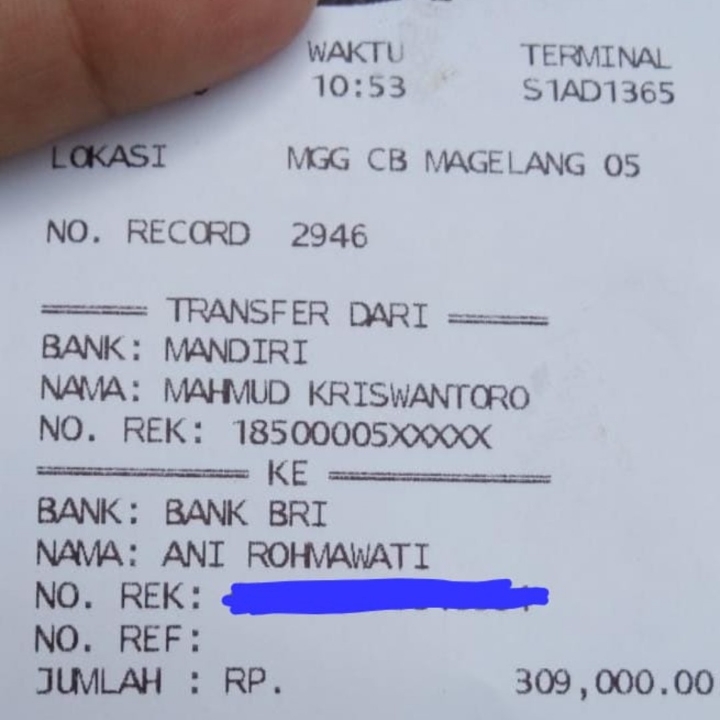 WAKTU TERMINAL
10:53 S1AD1365
LOKASI MGG CB MAGELANG 05
NO. RECORD 2946
TRANSFER DARI
BANK: MANDIRI
NAMA: MAHMUD KRISWANTORO
NO. REK: 18500005XXXXX
KE
BANK: BANK BRI
NAMA: ANI ROHMAWATI
NO. REK:
NO. REF:
JUMLAH : RP. 309,000.00